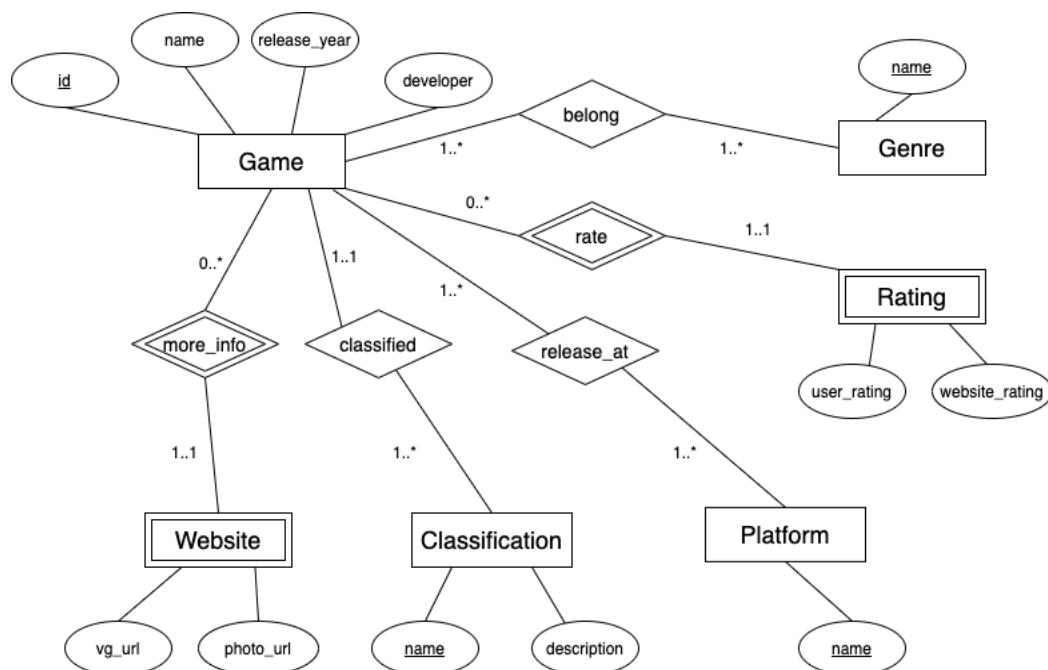 name
release_year
id
developer
name
belong
Game
1..*
1..*
Genre
0..*
rate
1..1
0..*
1..1
1..*
Rating
more_info
classified
release_at
user_rating
website_rating
1..1
1..*
1..*
Website
Classification
Platform
vg_url
photo_url
name
description
name